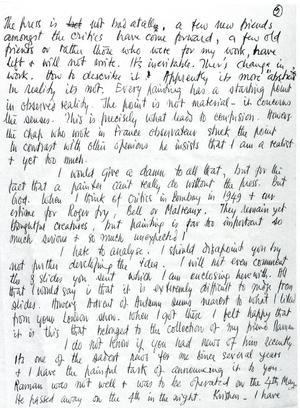 5
The press is not bad atall, a few new friends
amongst the critics have come forward, a few old
friends or rather those who were for my work, have
left & will not write. It's inevitable. There's change in
work. How to describe it? Apparently its more abstract
In reality its not. Every painting has a starting point
in observed reality. The point is not material - it concerns
the senses. This is precisely what leads to confusion. However
the chap who wrote in France observateur struck the point
In contrast with other opinions he insists that I am a realist
+ yet too much.
I would give a damn to all that, but for the
fact that a painter can't really do without the press. But
God. When I think of critics in Bombay in 1949 + our
esteem for Roger Fry, Bell or Malraux. They remain yet
thoughtful creatures, but painting is far too important so
much serious + so much unexpected!
I hate to analyse. I should disappoint you by
not further developing the idea. I will not even comment
the 3 slides you sent which I am enclosing herewith. All
that I would say is that it is extremely difficult to judge from
slides. However Advent of Autumn seems nearest to what I liked
from your London show. When I got these I felt happy that
it is this that belonged to the collection of my friend Raman
I do not know if you had news of him recently
Its one of the saddest news for me since several years
+ I have the painful task of announcing it to you.
Raman was not well + was to be operated on the 4th May.
He passed away on the 4th in the night. Krishen - I have